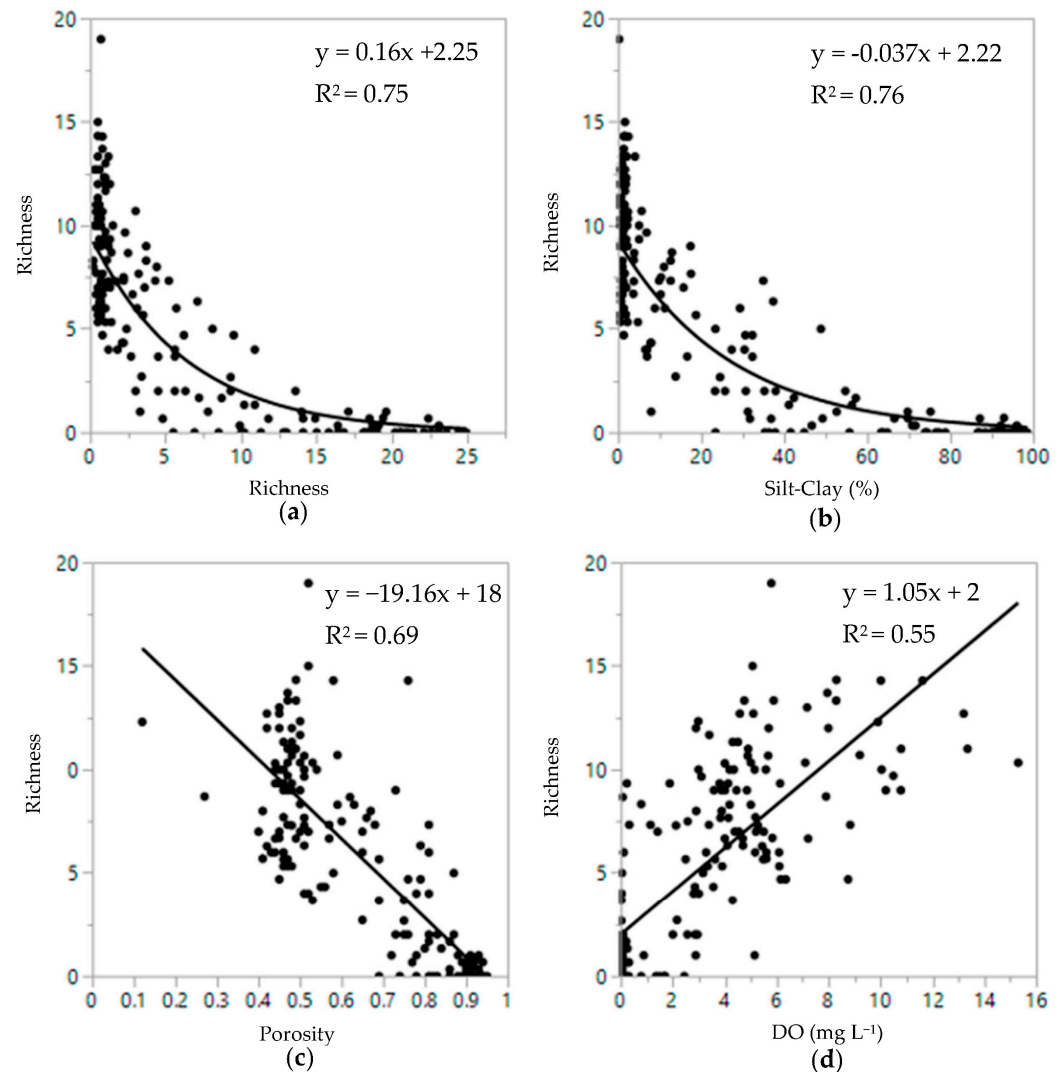 y = 0.16x +2.25
R² = 0.75
20
15
10
5
0
Richness
0 5 10 15 20 25
Richness
(a)
y = -0.037x + 2.22
R² = 0.76
20
15
10
5
0
Richness
0 20 40 60 80 100
Silt-Clay (%)
(b)
y = −19.16x + 18
R² = 0.69
20
15
0
5
0
Richness
0 0.1 0.2 0.3 0.4 0.5 0.6 0.7 0.8 0.9 1
Porosity
(c)
y = 1.05x + 2
R² = 0.55
20
15
10
5
0
Richness
0 2 4 6 8 10 12 14 16
DO (mg L⁻¹)
(d)